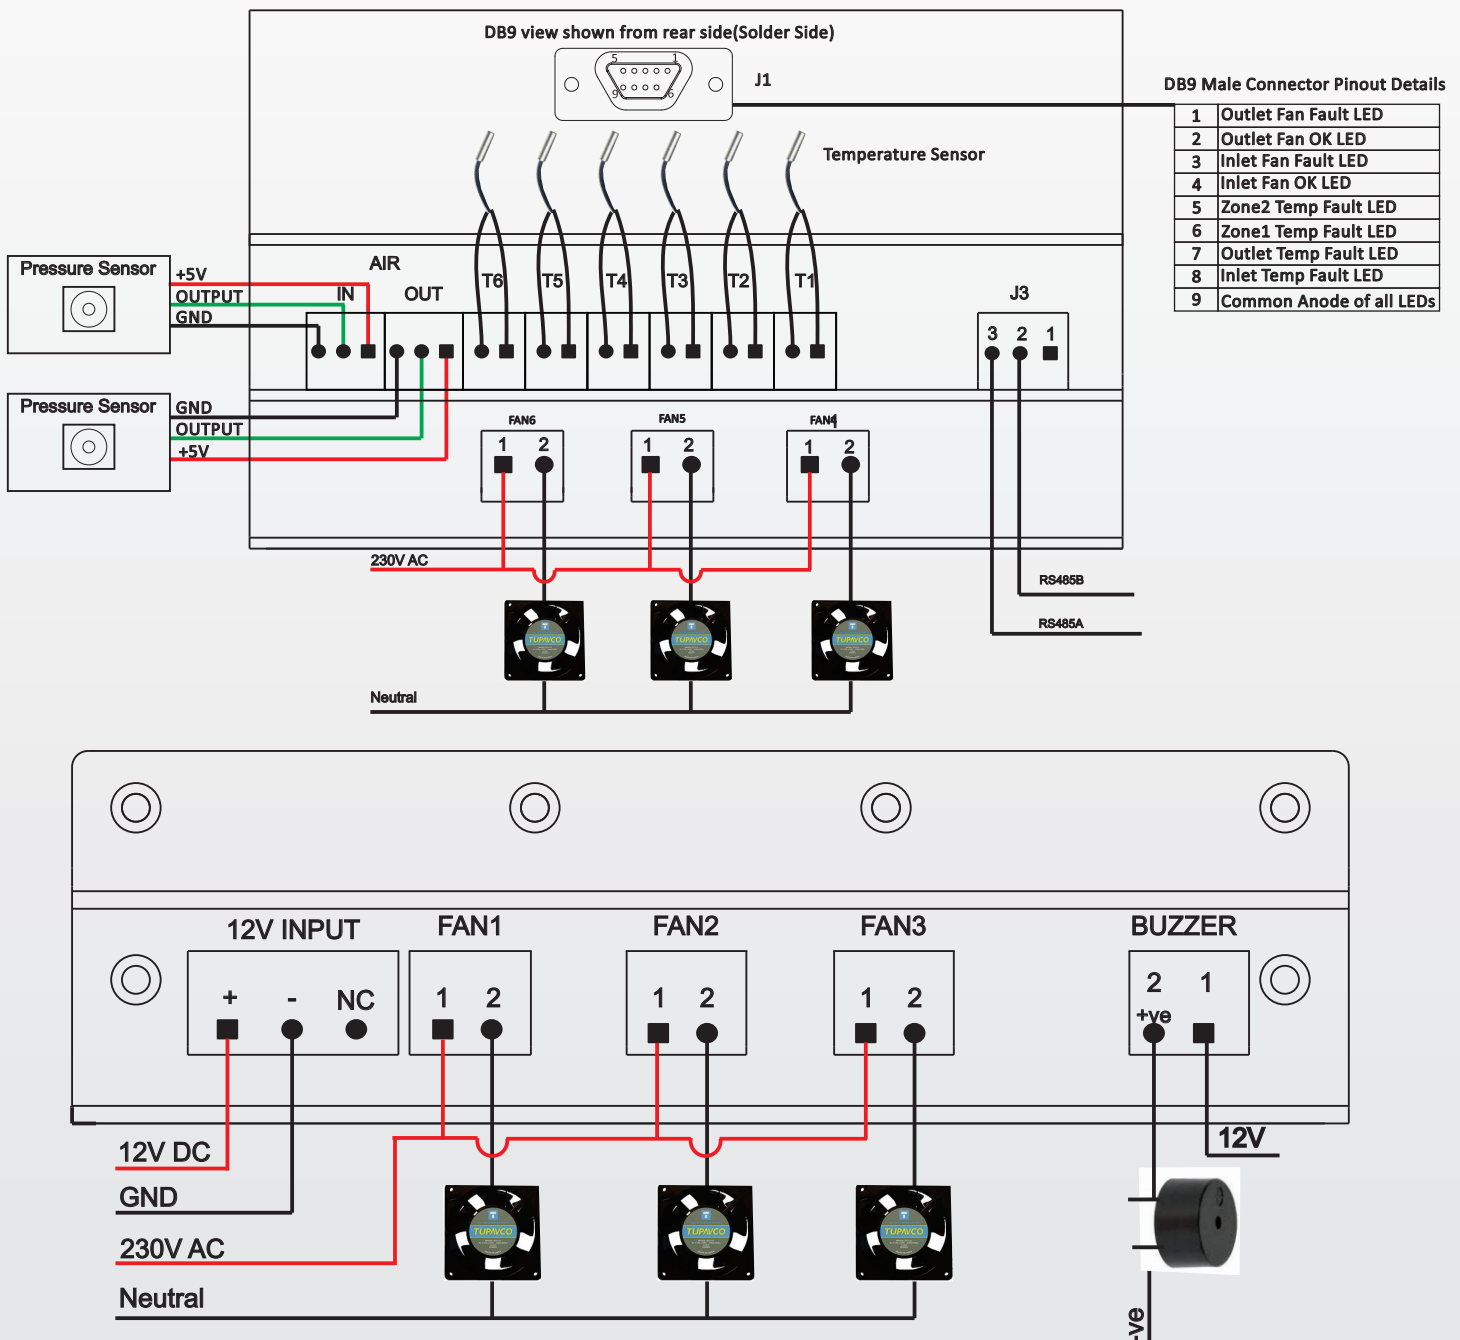 DB9 view shown from rear side(Solder Side)
5 1
9 6
J1
DB9 Male Connector Pinout Details
1 Outlet Fan Fault LED
2 Outlet Fan OK LED
3 Inlet Fan Fault LED
4 Inlet Fan OK LED
5 Zone2 Temp Fault LED
6 Zone1 Temp Fault LED
7 Outlet Temp Fault LED
8 Inlet Temp Fault LED
9 Common Anode of all LEDs
Temperature Sensor
Pressure Sensor
+5V
OUTPUT
GND
AIR
IN OUT
T6 T5 T4 T3 T2 T1
J3
3 2 1
Pressure Sensor
GND
OUTPUT
+5V
FAN6 FAN5 FAN4
1 2 1 2 1 2
230V AC
RS485B
RS485A
TUPAVCO TUPAVCO TUPAVCO
Neutral
12V INPUT FAN1 FAN2 FAN3 BUZZER
+ - NC 1 2 1 2 1 2 2 1
+ve
12V DC
12V
GND
230V AC
TUPAVCO TUPAVCO TUPAVCO
Neutral
-ve